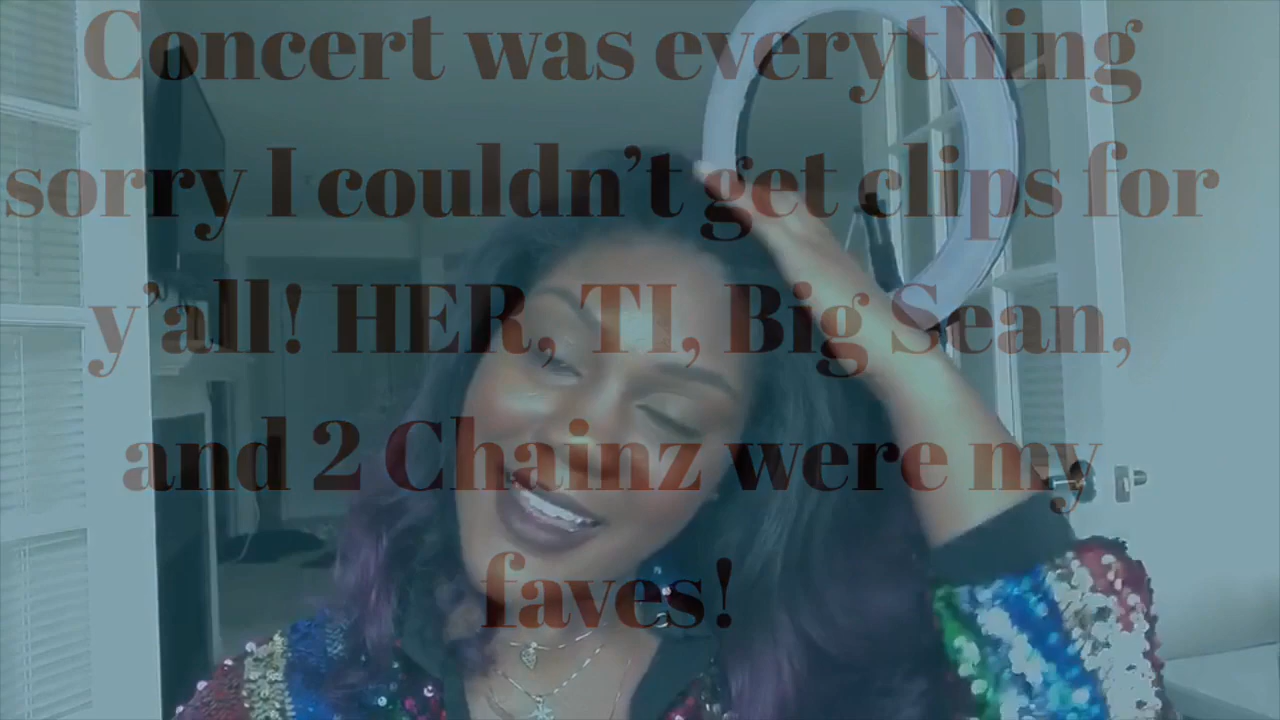 Concert was everything
sorry I couldn't get clips for
y'all! HER, TI, Big Sean,
and 2 Chainz were my
faves!